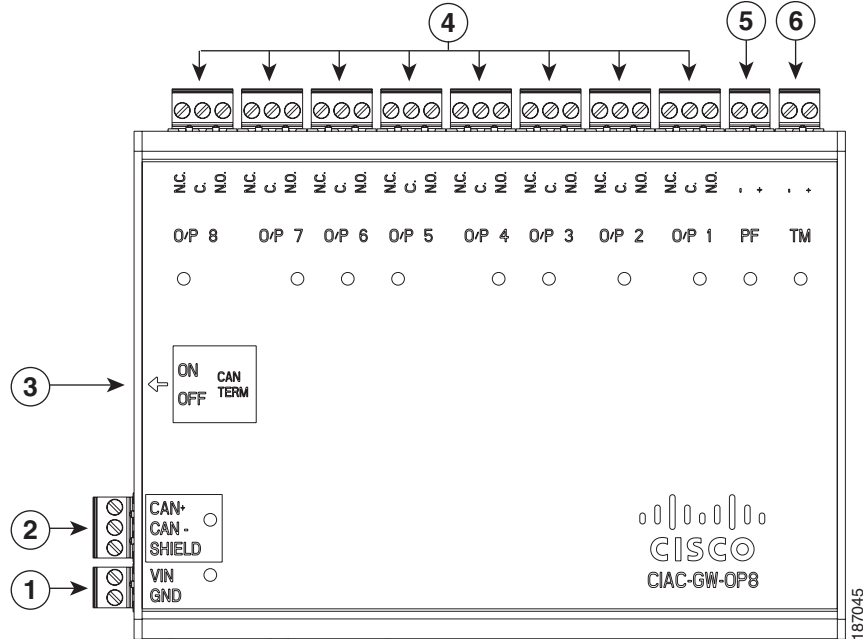 4 5 6
N.C. C. N.O. N.C. C. N.O. N.C. C. N.O. N.C. C. N.O. N.C. C. N.O. N.C. C. N.O. N.C. C. N.O. N.C. C. N.O. - + - +
O/P 8 O/P 7 O/P 6 O/P 5 O/P 4 O/P 3 O/P 2 O/P 1 PF TM
3
ON
OFF
CAN
TERM
2
CAN+
CAN -
SHIELD
1
VIN
GND
CISCO
CIAC-GW-OP8
187045